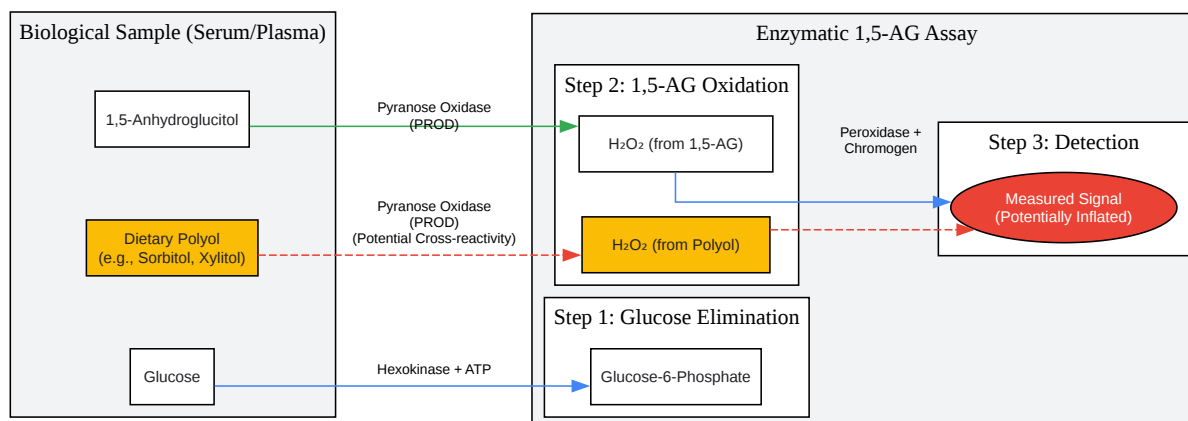 Biological Sample (Serum/Plasma)
1,5-Anhydroglucitol
Dietary Polyol
(e.g., Sorbitol, Xylitol)
Glucose
Pyranose Oxidase
(PROD)
Pyranose Oxidase
(PROD)
(Potential Cross-reactivity)
Hexokinase + ATP
Enzymatic 1,5-AG Assay
Step 2: 1,5-AG Oxidation
H₂O₂ (from 1,5-AG)
H₂O₂ (from Polyol)
Step 1: Glucose Elimination
Glucose-6-Phosphate
Peroxidase +
Chromogen
Step 3: Detection
Measured Signal
(Potentially Inflated)